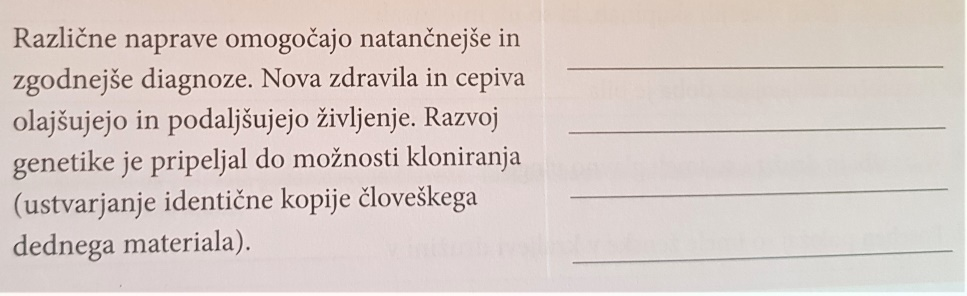 Različne naprave omogočajo natančnejše in
zgodnejše diagnoze. Nova zdravila in cepiva
olajšujejo in podaljšujejo življenje. Razvoj
genetike je pripeljal do možnosti kloniranja
(ustvarjanje identične kopije človeškega
dednega materiala).